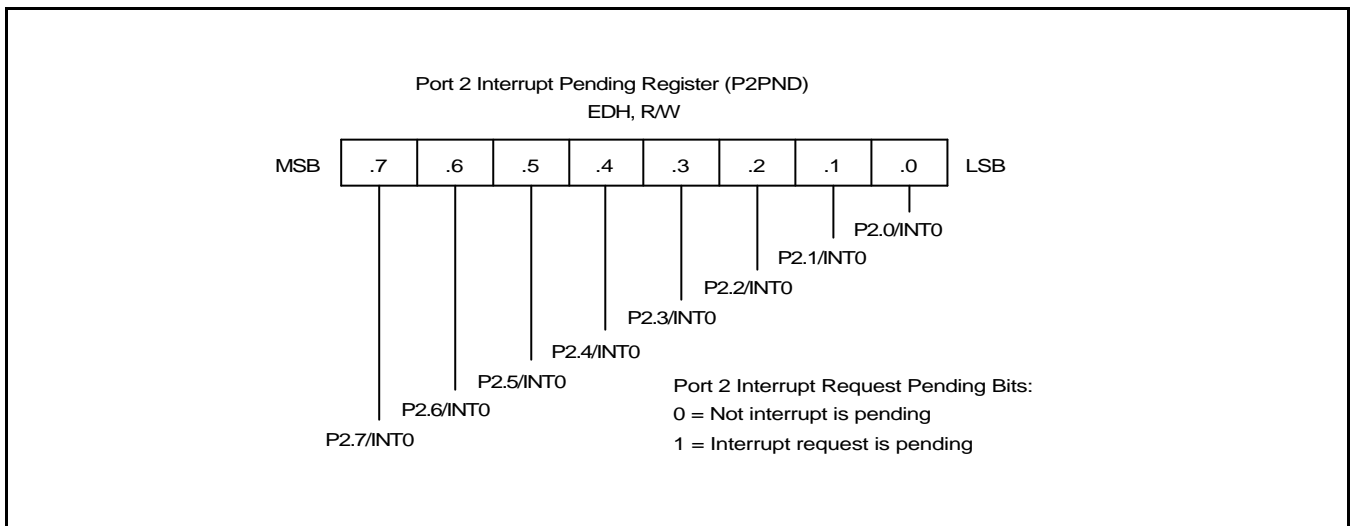 Port 2 Interrupt Pending Register (P2PND)
EDH, R/W
MSB .7 .6 .5 .4 .3 .2 .1 .0 LSB
P2.0/INT0
P2.1/INT0
P2.2/INT0
P2.3/INT0
P2.4/INT0
P2.5/INT0
P2.6/INT0
P2.7/INT0
Port 2 Interrupt Request Pending Bits:
0 = Not interrupt is pending
1 = Interrupt request is pending